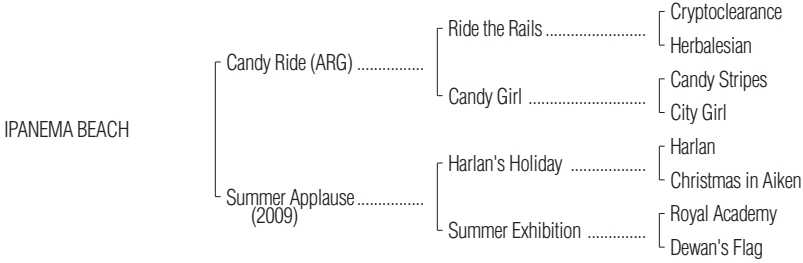 Cryptoclearance
Ride the Rails ........................
Herbalesian
Candy Ride (ARG) ................
Candy Stripes
Candy Girl ............................
City Girl
IPANEMA BEACH
Harlan
Harlan's Holiday ..................
Christmas in Aiken
Summer Applause ................
(2009)
Royal Academy
Summer Exhibition ..............
Dewan's Flag